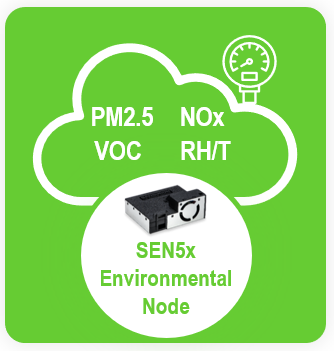 PM2.5 NOx
VOC RH/T
SEN5x
Environmental
Node